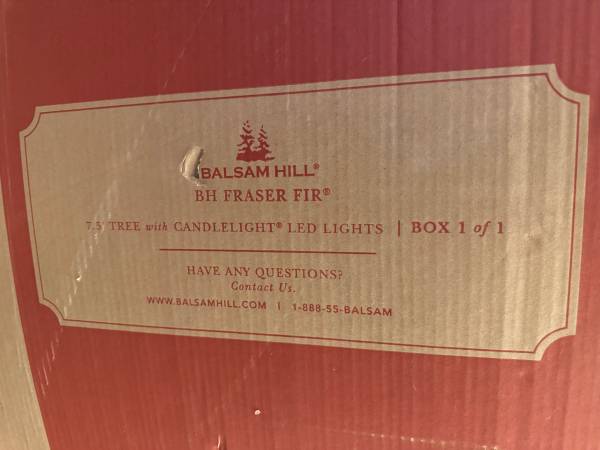 BALSAM HILL®
BH FRASER FIR®
7.5' TREE with CANDLELIGHT® LED LIGHTS | BOX 1 of 1
HAVE ANY QUESTIONS?
Contact Us.
WWW.BALSAMHILL.COM | 1-888-55-BALSAM